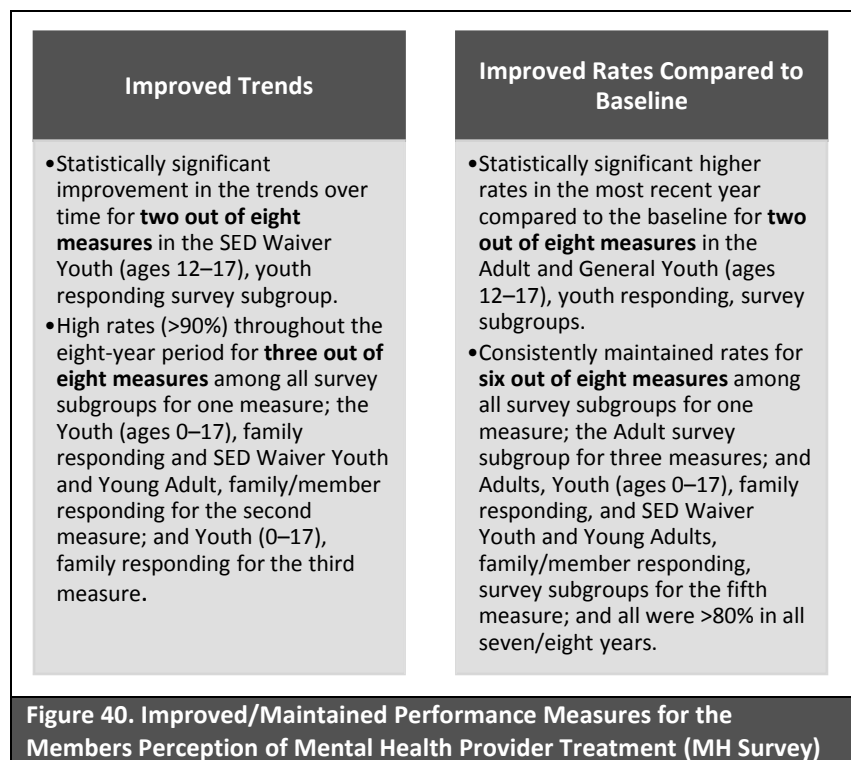 Improved Trends
•Statistically significant
improvement in the trends over
time for two out of eight
measures in the SED Waiver
Youth (ages 12–17), youth
responding survey subgroup.
•High rates (>90%) throughout the
eight-year period for three out of
eight measures among all survey
subgroups for one measure; the
Youth (ages 0–17), family
responding and SED Waiver Youth
and Young Adult, family/member
responding for the second
measure; and Youth (0–17),
family responding for the third
measure.
Improved Rates Compared to
Baseline
•Statistically significant higher
rates in the most recent year
compared to the baseline for two
out of eight measures in the
Adult and General Youth (ages
12–17), youth responding, survey
subgroups.
•Consistently maintained rates for
six out of eight measures among
all survey subgroups for one
measure; the Adult survey
subgroup for three measures; and
Adults, Youth (ages 0–17), family
responding, and SED Waiver
Youth and Young Adults,
family/member responding,
survey subgroups for the fifth
measure; and all were >80% in all
seven/eight years.
Figure 40. Improved/Maintained Performance Measures for the
Members Perception of Mental Health Provider Treatment (MH Survey)